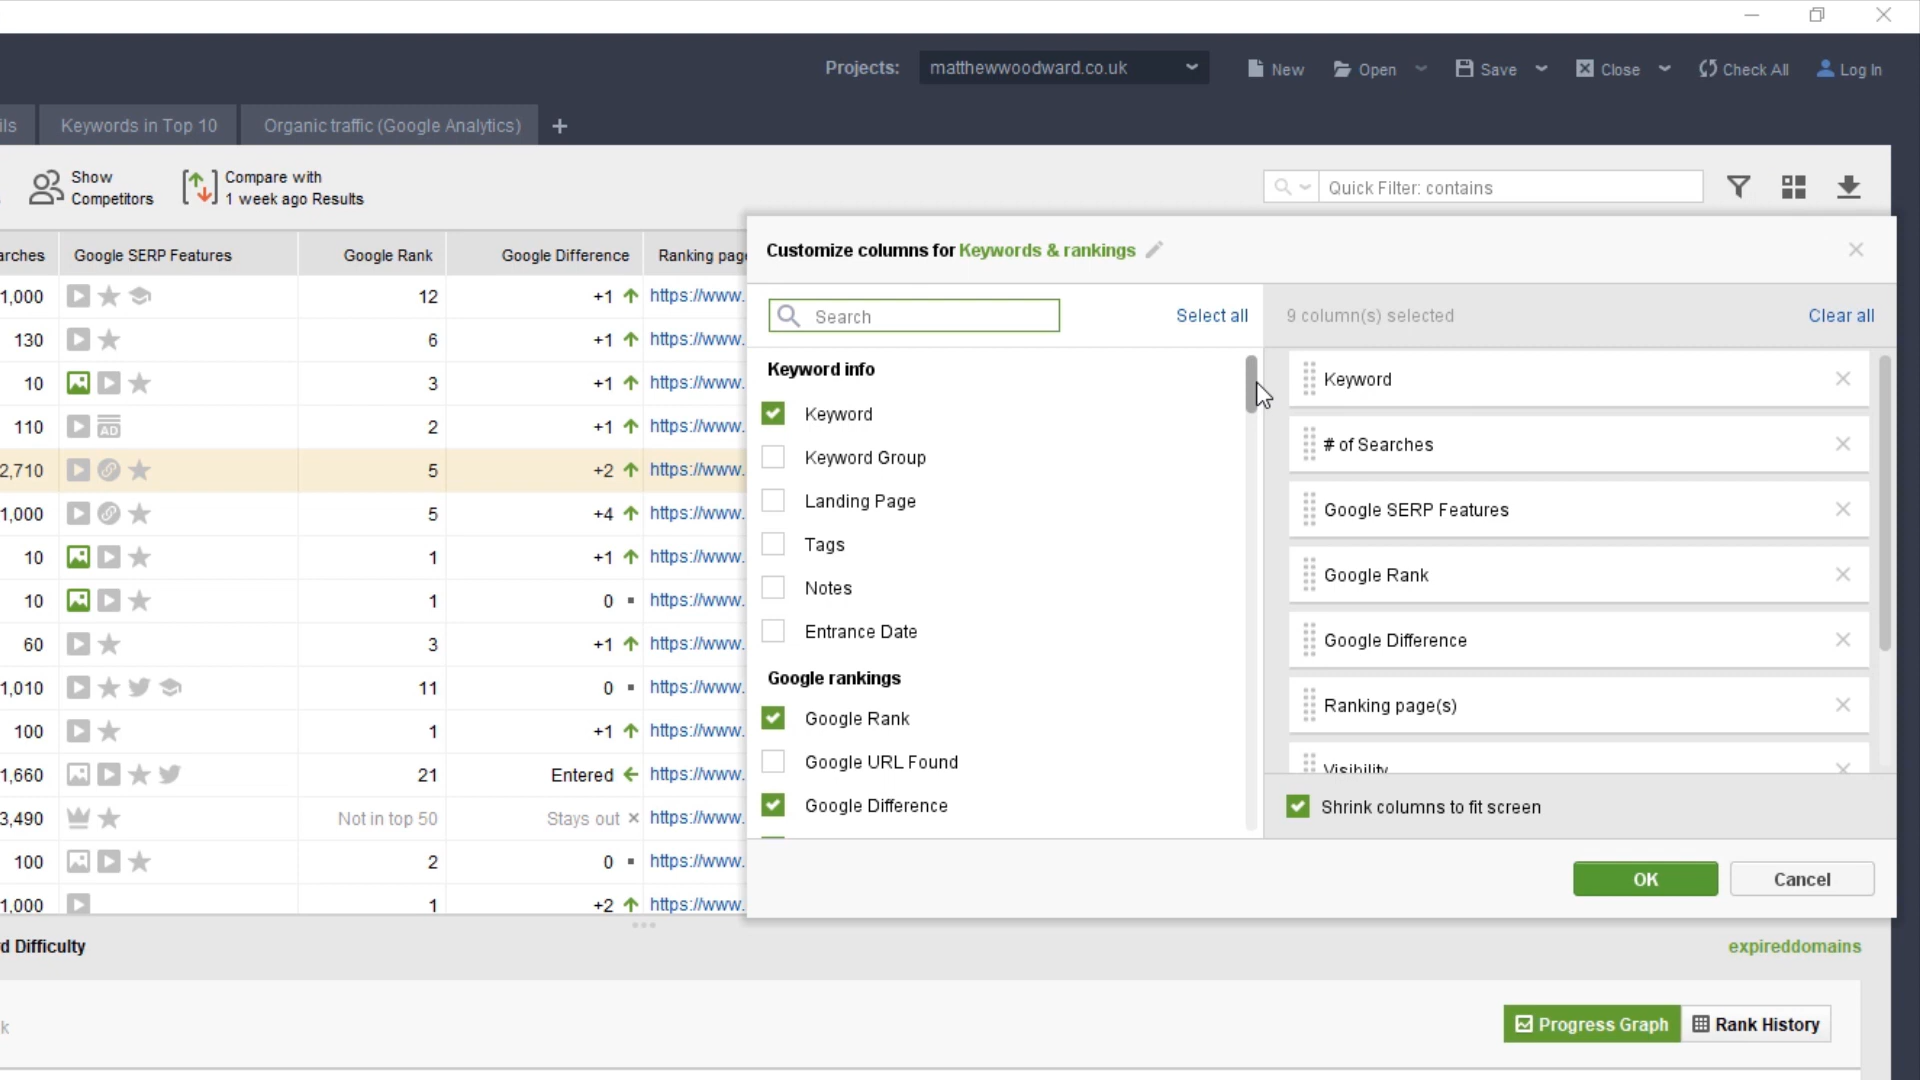 Projects: matthewwoodward.co.uk New Open Save Close Check All Log In
ils Keywords in Top 10 Organic traffic (Google Analytics) +
Show
Competitors
Compare with
1 week ago Results
Quick Filter: contains
arches Google SERP Features Google Rank Google Difference Ranking page
1,000 12 +1 https://www.
130 6 +1 https://www.
10 3 +1 https://www.
110 AD 2 +1 https://www.
2,710 5 +2 https://www.
1,000 5 +4 https://www.
10 1 +1 https://www.
10 1 0 https://www.
60 3 +1 https://www.
1,010 11 0 https://www.
100 1 +1 https://www.
1,660 21 Entered https://www.
3,490 Not in top 50 Stays out https://www.
100 2 0 https://www.
1,000 1 +2 https://www.
Customize columns for Keywords & rankings
Search Select all
Keyword info
Keyword
Keyword Group
Landing Page
Tags
Notes
Entrance Date
Google rankings
Google Rank
Google URL Found
Google Difference
9 column(s) selected Clear all
Keyword
# of Searches
Google SERP Features
Google Rank
Google Difference
Ranking page(s)
Visibility
Shrink columns to fit screen
OK Cancel
d Difficulty expireddomains
k Progress Graph Rank History